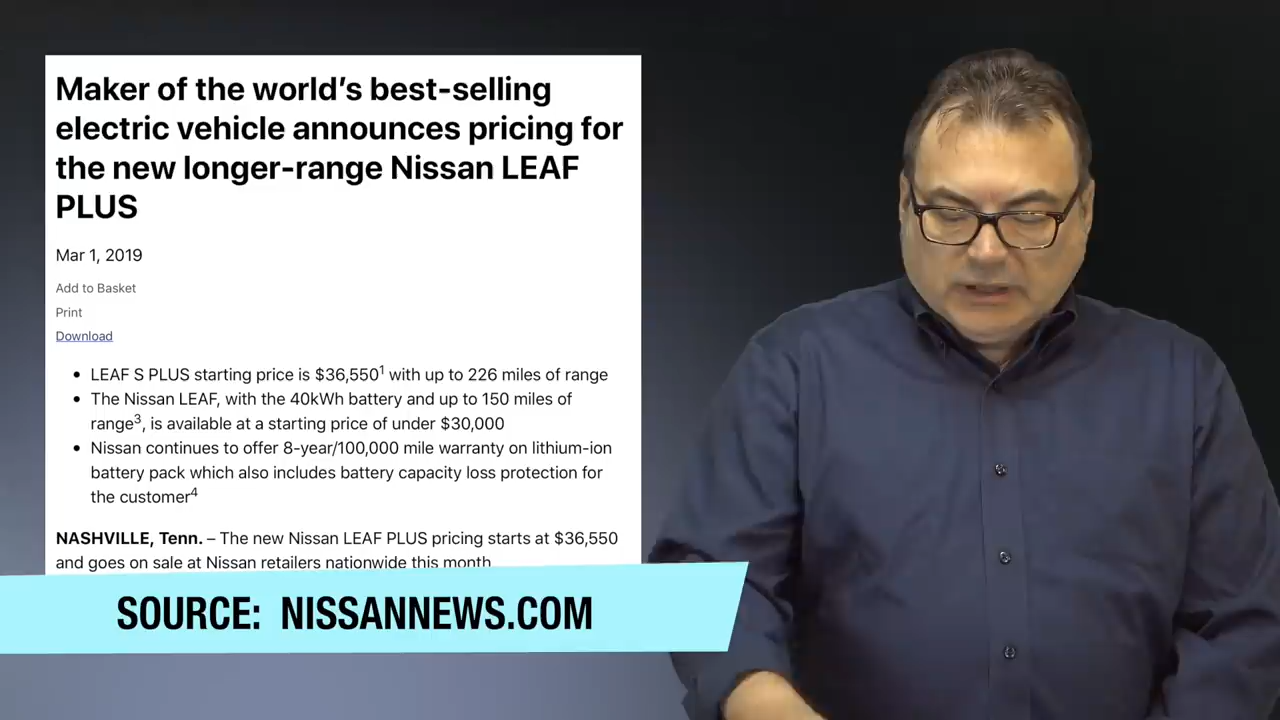 Maker of the world’s best-selling
electric vehicle announces pricing for
the new longer-range Nissan LEAF
PLUS
Mar 1, 2019
Add to Basket
Print
Download
• LEAF S PLUS starting price is $36,550¹ with up to 226 miles of range
• The Nissan LEAF, with the 40kWh battery and up to 150 miles of
range³, is available at a starting price of under $30,000
• Nissan continues to offer 8-year/100,000 mile warranty on lithium-ion
battery pack which also includes battery capacity loss protection for
the customer⁴
NASHVILLE, Tenn. – The new Nissan LEAF PLUS pricing starts at $36,550
and goes on sale at Nissan retailers nationwide this month
SOURCE: NISSANNEWS.COM